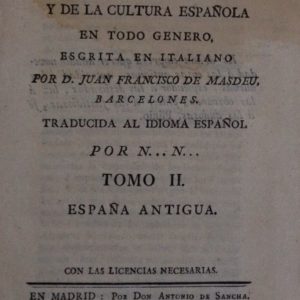 Y DE LA CULTURA ESPAÑOLA
EN TODO GENERO,
ESCRITA EN ITALIANO
POR D. JUAN FRANCISCO DE MASDEU,
BARCELONES.
TRADUCIDA AL IDIOMA ESPAÑOL
POR N...N...
TOMO II.
ESPAÑA ANTIGUA.
CON LAS LICENCIAS NECESARIAS.
EN MADRID: POR DON ANTONIO DE SANCHA,